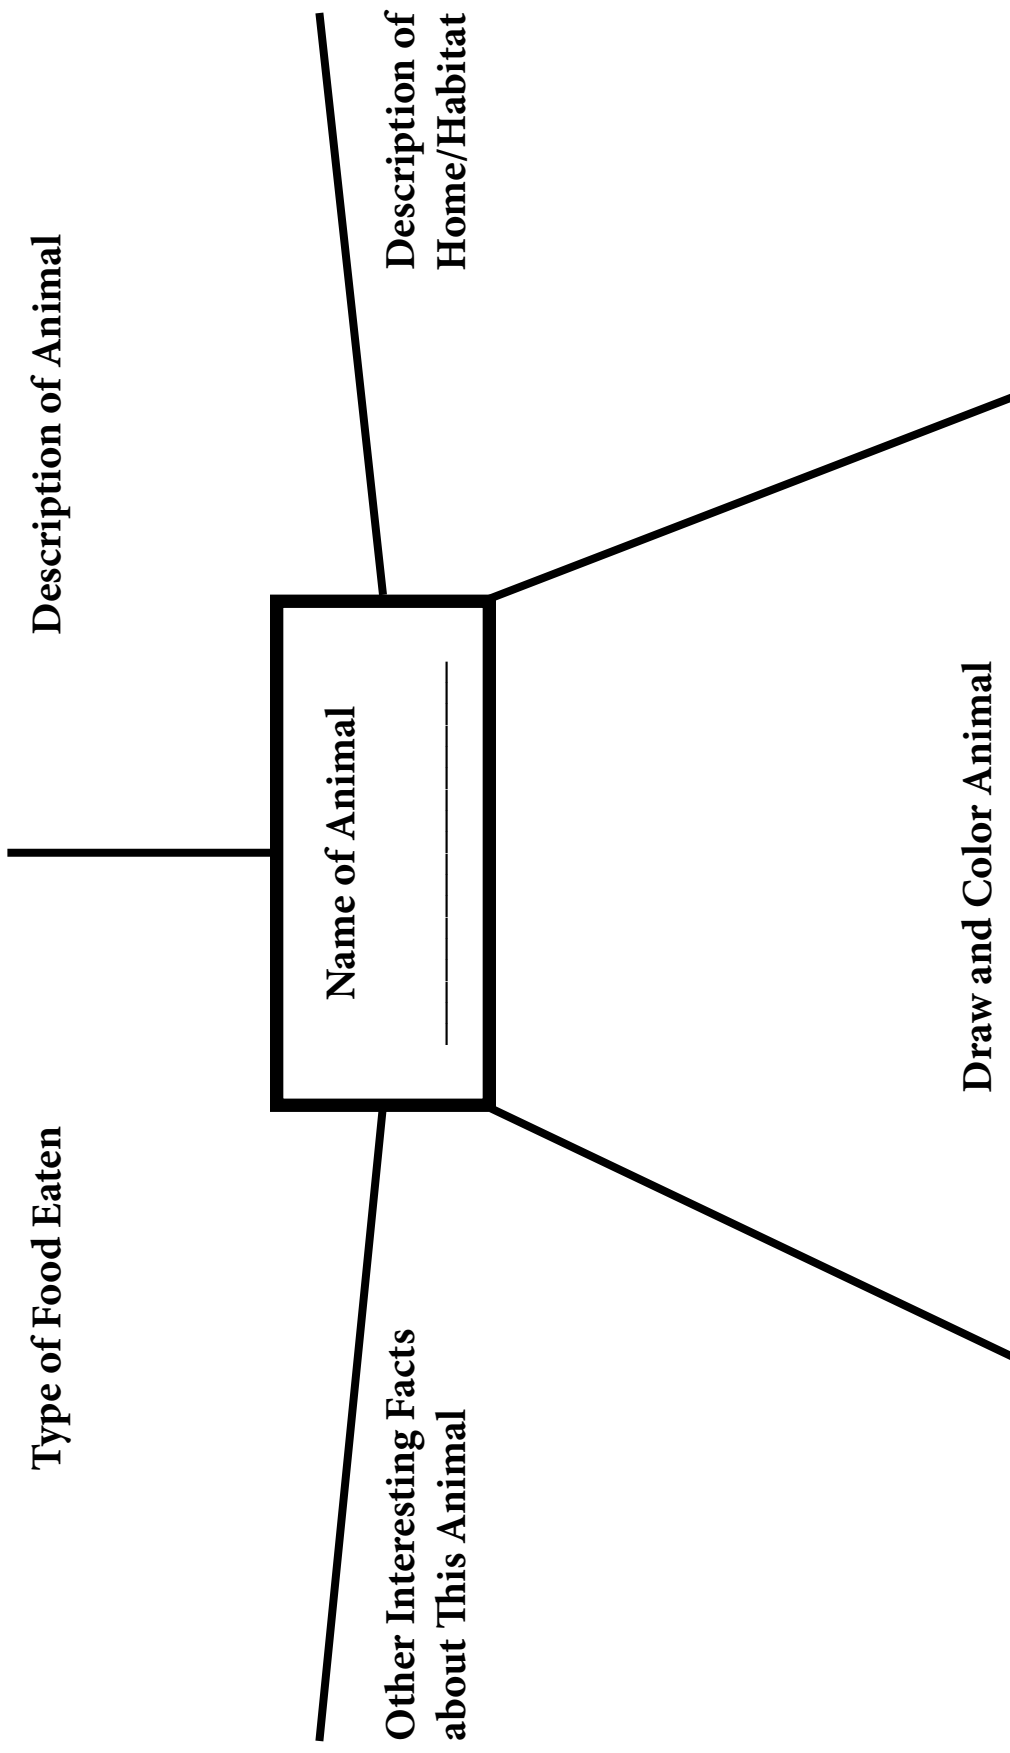 Type of Food Eaten
Description of Animal
Name of Animal
Other Interesting Facts
about This Animal
Description of
Home/Habitat
Draw and Color Animal